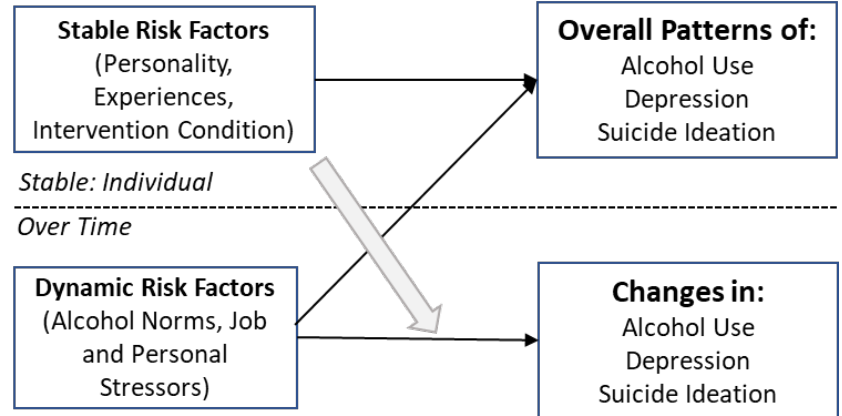 Stable Risk Factors
(Personality,
Experiences,
Intervention Condition)
Overall Patterns of:
Alcohol Use
Depression
Suicide Ideation
Stable: Individual
Over Time
Dynamic Risk Factors
(Alcohol Norms, Job
and Personal
Stressors)
Changes in:
Alcohol Use
Depression
Suicide Ideation